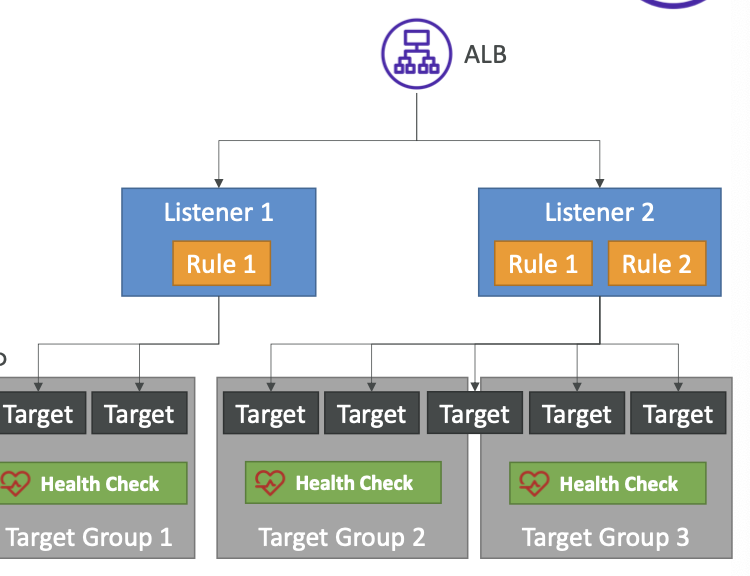 ALB
Listener 1
Rule 1
Listener 2
Rule 1 Rule 2
Target Target Target Target Target Target Target
Health Check Health Check Health Check
Target Group 1 Target Group 2 Target Group 3